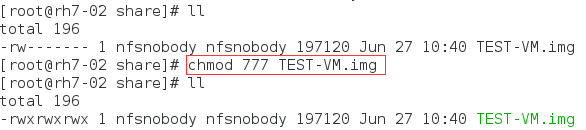 [root@rh7-02 share]# ll
total 196
-rw------- 1 nfsnobody nfsnobody 197120 Jun 27 10:40 TEST-VM.img
[root@rh7-02 share]# chmod 777 TEST-VM.img
[root@rh7-02 share]# ll
total 196
-rwxrwxrwx 1 nfsnobody nfsnobody 197120 Jun 27 10:40 TEST-VM.img